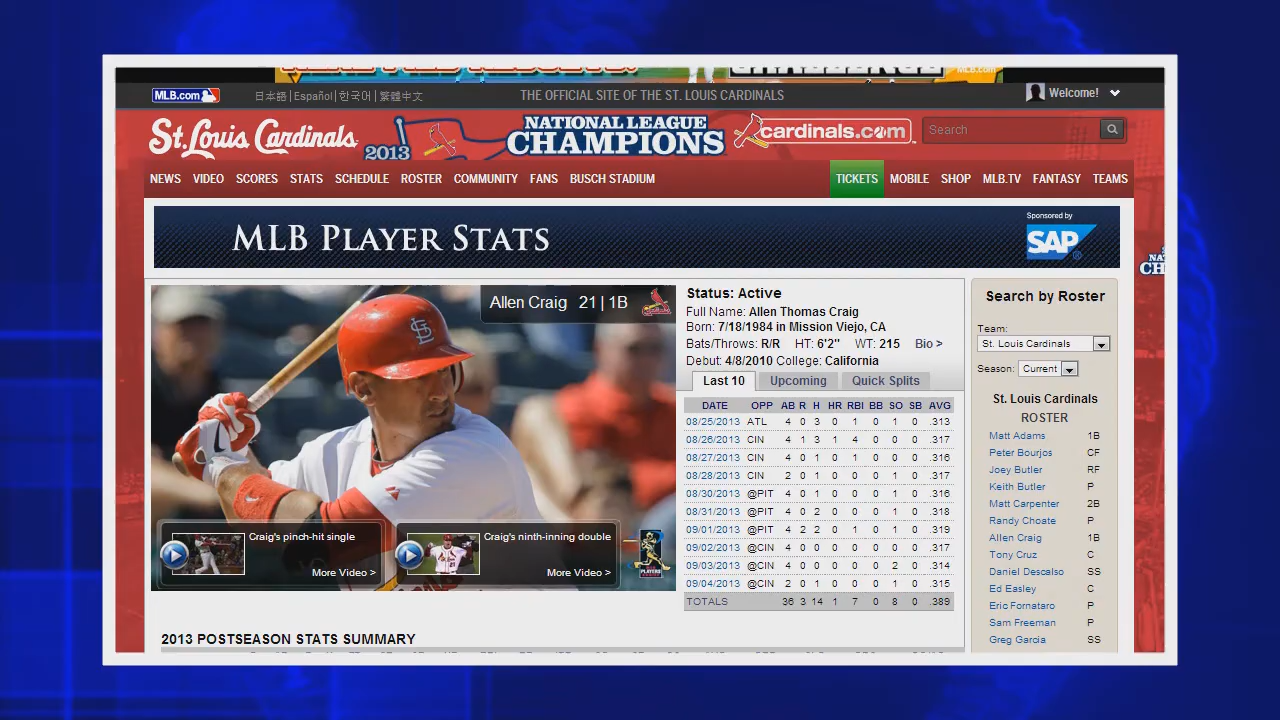 MLB.com
MLB.com 日本語 | Español | 한국어 | 繁體中文 THE OFFICIAL SITE OF THE ST. LOUIS CARDINALS Welcome!
St. Louis Cardinals 2013 NATIONAL LEAGUE CHAMPIONS cardinals.com Search
NEWS VIDEO SCORES STATS SCHEDULE ROSTER COMMUNITY FANS BUSCH STADIUM TICKETS MOBILE SHOP MLB.TV FANTASY TEAMS
MLB PLAYER STATS Sponsored by SAP
Allen Craig 21 | 1B
Craig's pinch-hit single
More Video >
Craig's ninth-inning double
More Video >
Status: Active
Full Name: Allen Thomas Craig
Born: 7/18/1984 in Mission Viejo, CA
Bats/Throws: R/R HT: 6'2" WT: 215 Bio >
Debut: 4/8/2010 College: California
Last 10 Upcoming Quick Splits
DATE OPP AB R H HR RBI BB SO SB AVG
08/25/2013 ATL 4 0 3 0 1 0 1 0 .313
08/26/2013 CIN 4 1 3 1 4 0 0 0 .317
08/27/2013 CIN 4 0 1 0 1 0 0 0 .316
08/28/2013 CIN 2 0 1 0 0 0 1 0 .317
08/30/2013 @PIT 4 0 1 0 0 0 1 0 .316
08/31/2013 @PIT 4 0 2 0 0 0 1 0 .318
09/01/2013 @PIT 4 2 2 0 1 0 1 0 .319
09/02/2013 @CIN 4 0 0 0 0 0 0 0 .317
09/03/2013 @CIN 4 0 0 0 0 0 2 0 .314
09/04/2013 @CIN 2 0 1 0 0 0 1 0 .315
TOTALS 36 3 14 1 7 0 8 0 .389
Search by Roster
Team:
St. Louis Cardinals
Season: Current
St. Louis Cardinals
ROSTER
Matt Adams 1B
Peter Bourjos CF
Joey Butler RF
Keith Butler P
Matt Carpenter 2B
Randy Choate P
Allen Craig 1B
Tony Cruz C
Daniel Descalso SS
Ed Easley C
Eric Fornataro P
Sam Freeman P
Greg Garcia SS
2013 POSTSEASON STATS SUMMARY